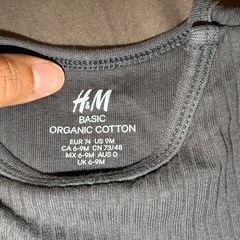 H&M
BASIC
ORGANIC COTTON
EUR 74 US 9M
CA 6-9M CN 73/48
MX 6-9M AUS 0
UK 6-9M